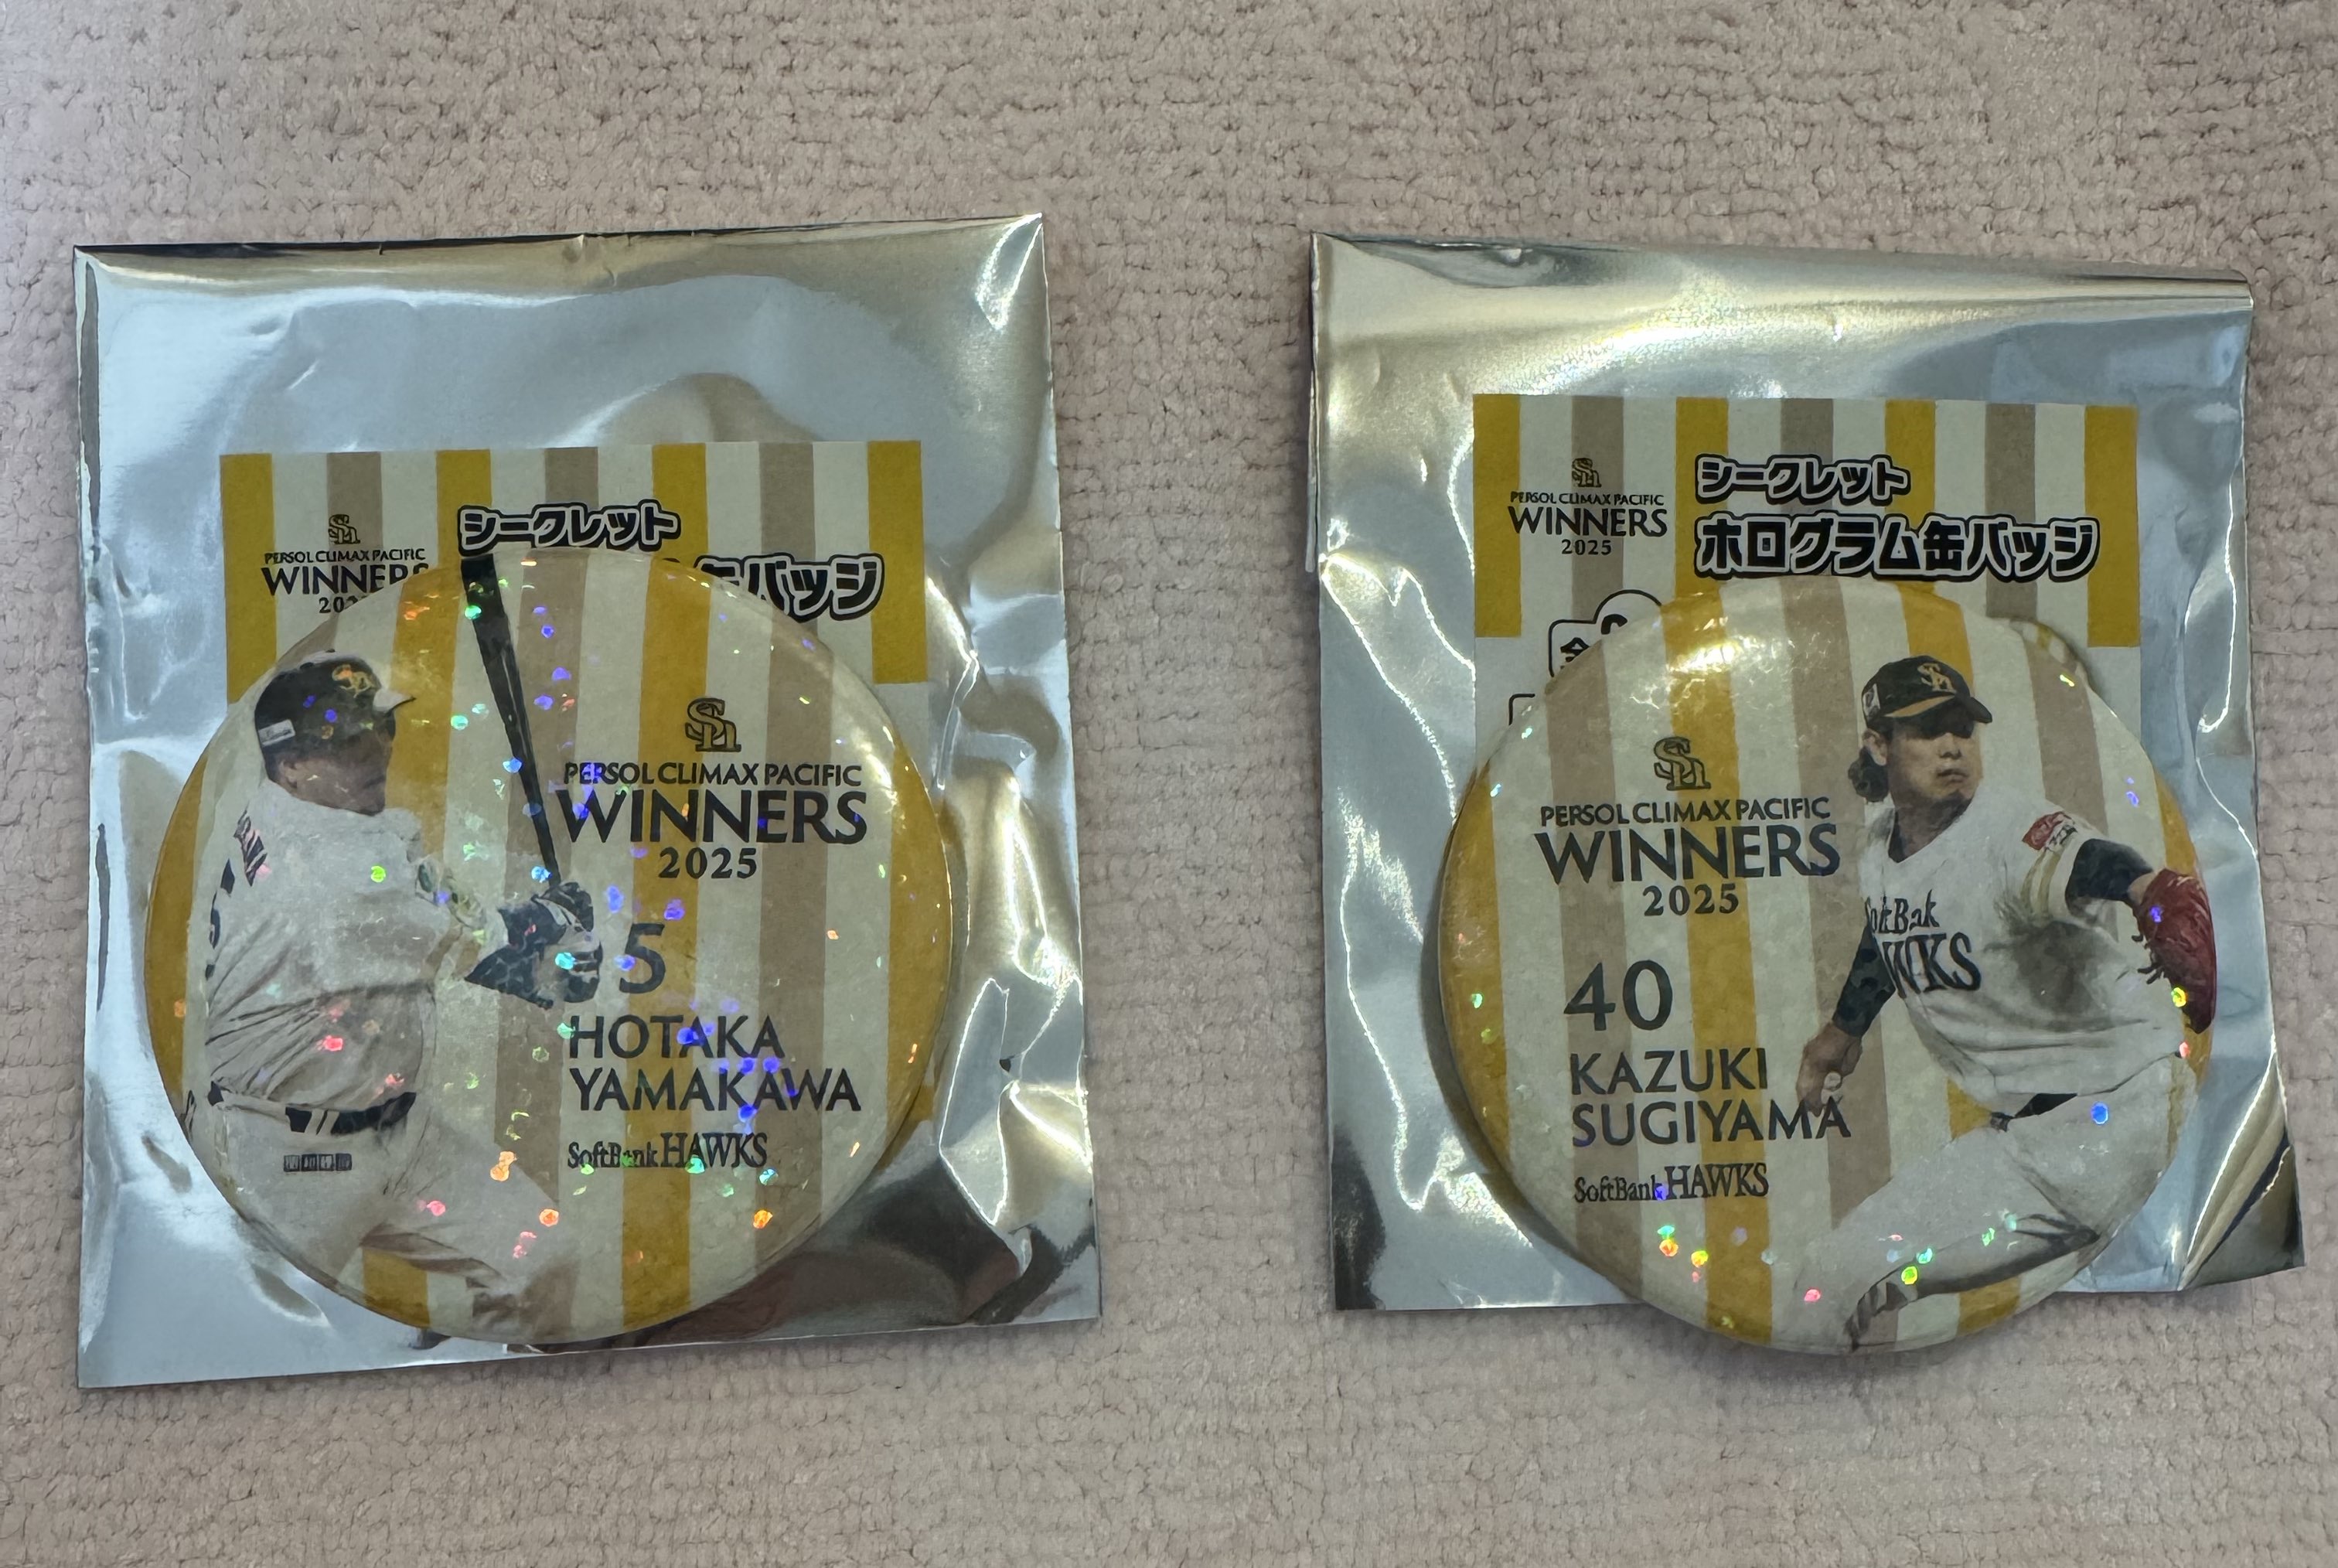 PERSOL CLIMAX PACIFIC
WINNERS
シークレット
バッジ
PERSOL CLIMAX PACIFIC
WINNERS
2025
5
HOTAKA
YAMAKAWA
SoftBank HAWKS
PERSOL CLIMAX PACIFIC
WINNERS
2025
シークレット
ホログラム缶バッジ
PERSOL CLIMAX PACIFIC
WINNERS
2025
40
KAZUKI
SUGIYAMA
SoftBank HAWKS